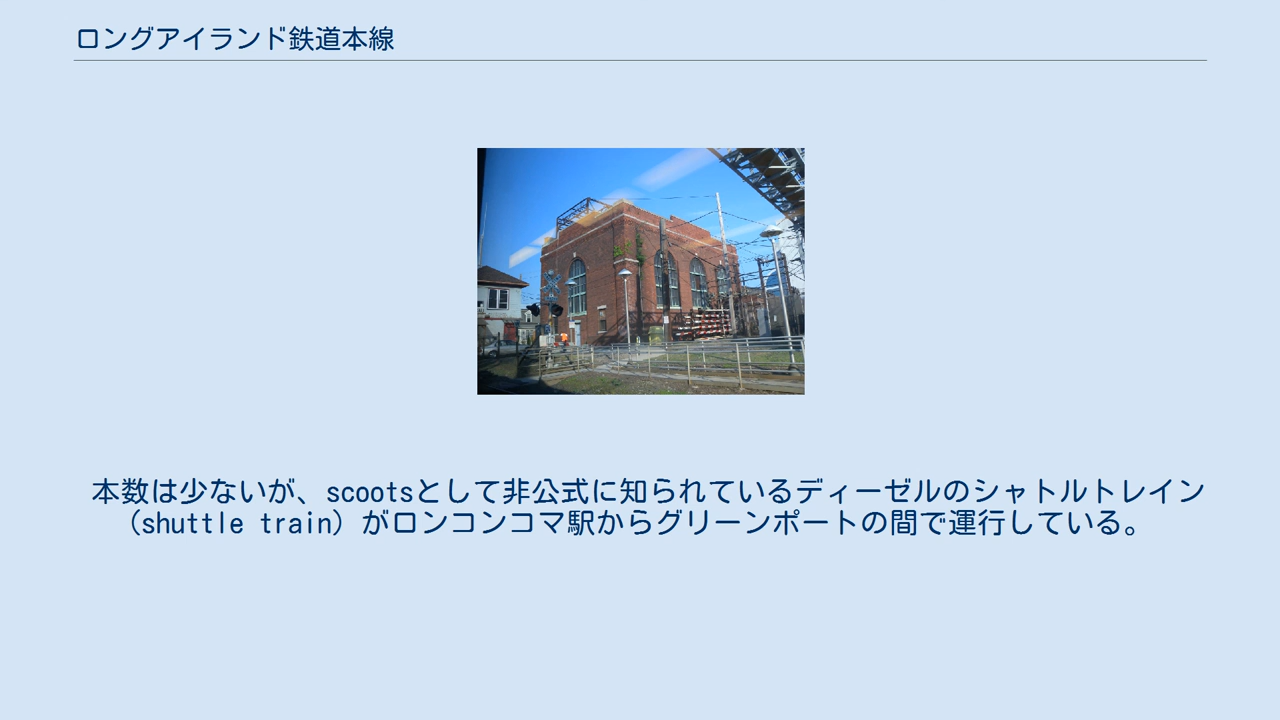 ロングアイランド鉄道本線
本数は少ないが、scootsとして非公式に知られているディーゼルのシャトルトレイン
（shuttle train）がロンコンコマ駅からグリーンポートの間で運行している。